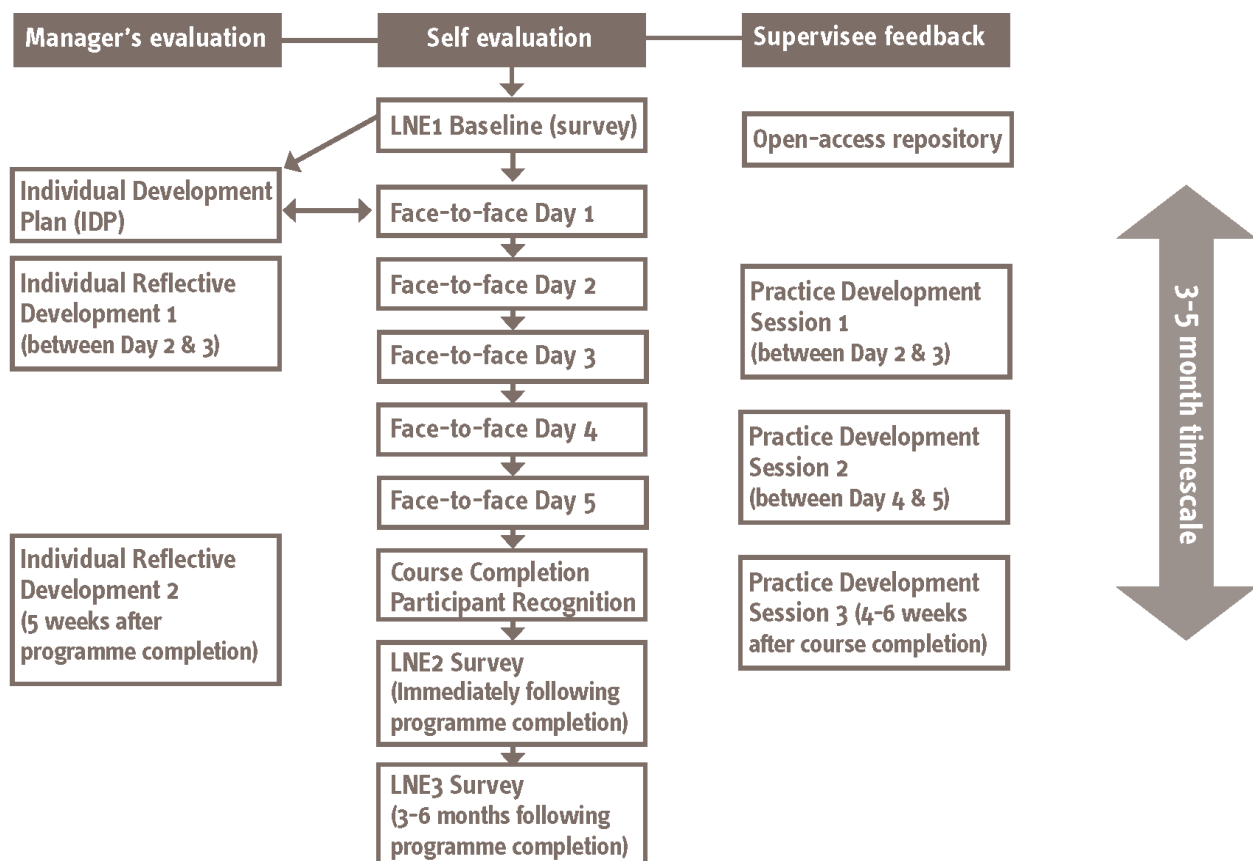 Manager's evaluation
Self evaluation
Supervisee feedback
LNE1 Baseline (survey)
Open-access repository
Individual Development
Plan (IDP)
Face-to-face Day 1
Individual Reflective
Development 1
(between Day 2 & 3)
Face-to-face Day 2
Practice Development
Session 1
(between Day 2 & 3)
Face-to-face Day 3
Face-to-face Day 4
Practice Development
Session 2
(between Day 4 & 5)
Face-to-face Day 5
Individual Reflective
Development 2
(5 weeks after
programme completion)
Course Completion
Participant Recognition
Practice Development
Session 3 (4-6 weeks
after course completion)
LNE2 Survey
(Immediately following
programme completion)
LNE3 Survey
(3-6 months following
programme completion)
3-5 month timescale